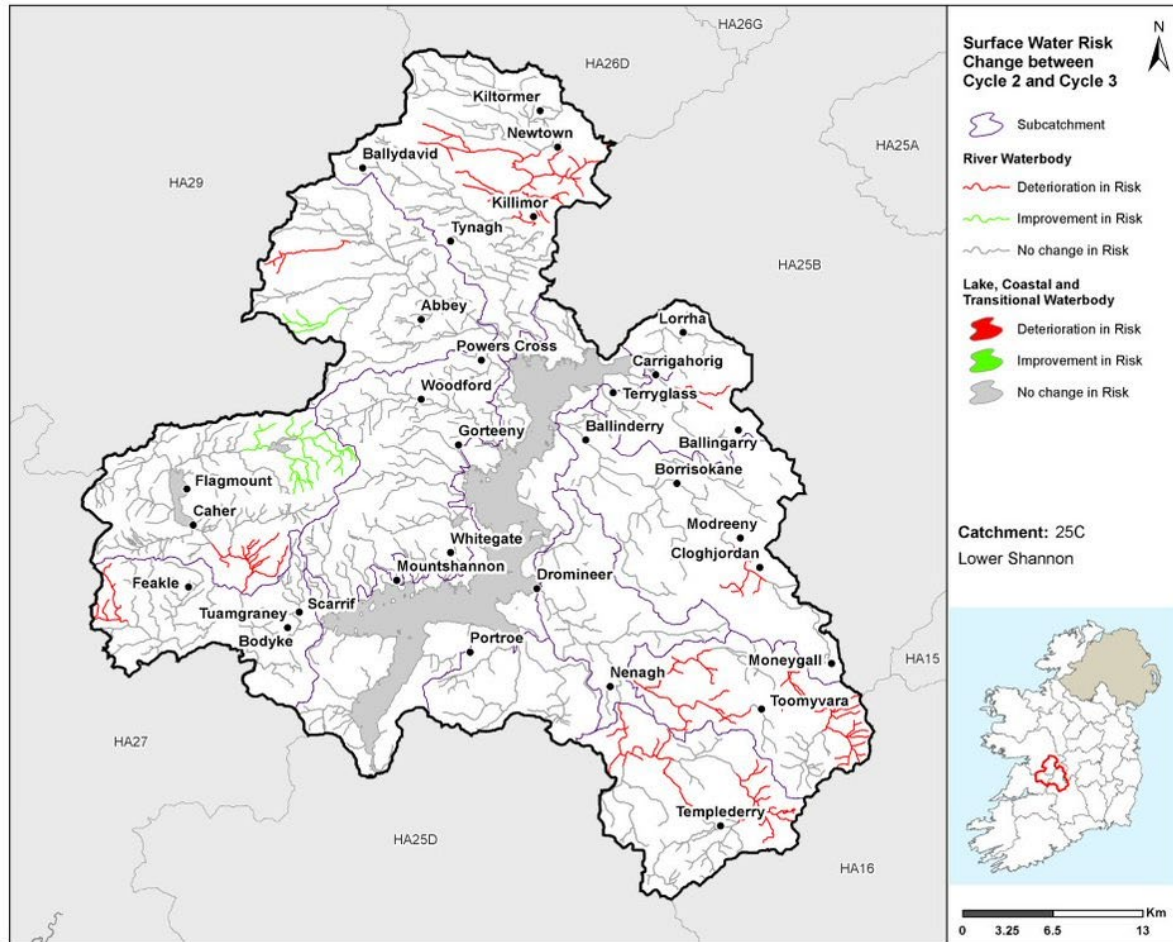 HA26G
HA26D
Kiltormer
Newtown
HA25A
Ballydavid
HA29
Killimor
Tynagh
HA25B
Abbey
Lorrha
Powers Cross
Carrigahorig
Woodford
Terryglass
Ballinderry
Ballingarry
Gorteeny
Borrisokane
Flagmount
Caher
Modreeny
Whitegate
Cloghjordan
Mountshannon
Feakle
Dromineer
Scarrif
Tuamgraney
Bodyke
Portroe
Moneygall
HA15
Nenagh
Toomyvara
HA27
Templederry
HA25D
HA16
Surface Water Risk
Change between
Cycle 2 and Cycle 3
N
Subcatchment
River Waterbody
Deterioration in Risk
Improvement in Risk
No change in Risk
Lake, Coastal and
Transitional Waterbody
Deterioration in Risk
Improvement in Risk
No change in Risk
Catchment: 25C
Lower Shannon
Km
0 3.25 6.5 13